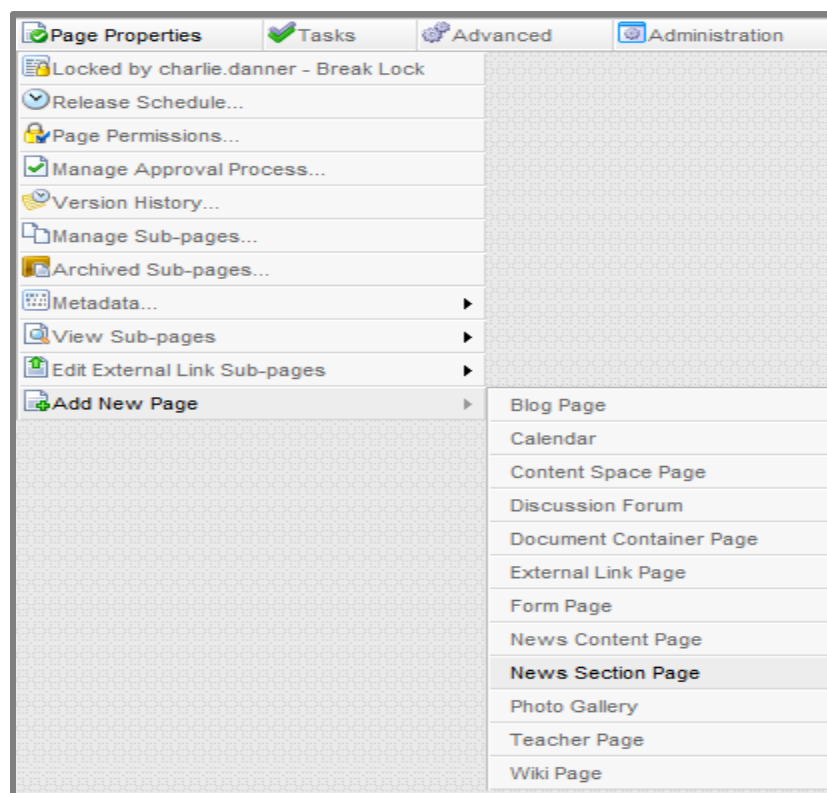 Page Properties Tasks Advanced Administration
Locked by charlie.danner - Break Lock
Release Schedule...
Page Permissions...
Manage Approval Process...
Version History...
Manage Sub-pages...
Archived Sub-pages...
Metadata...
View Sub-pages
Edit External Link Sub-pages
Add New Page
Blog Page
Calendar
Content Space Page
Discussion Forum
Document Container Page
External Link Page
Form Page
News Content Page
News Section Page
Photo Gallery
Teacher Page
Wiki Page